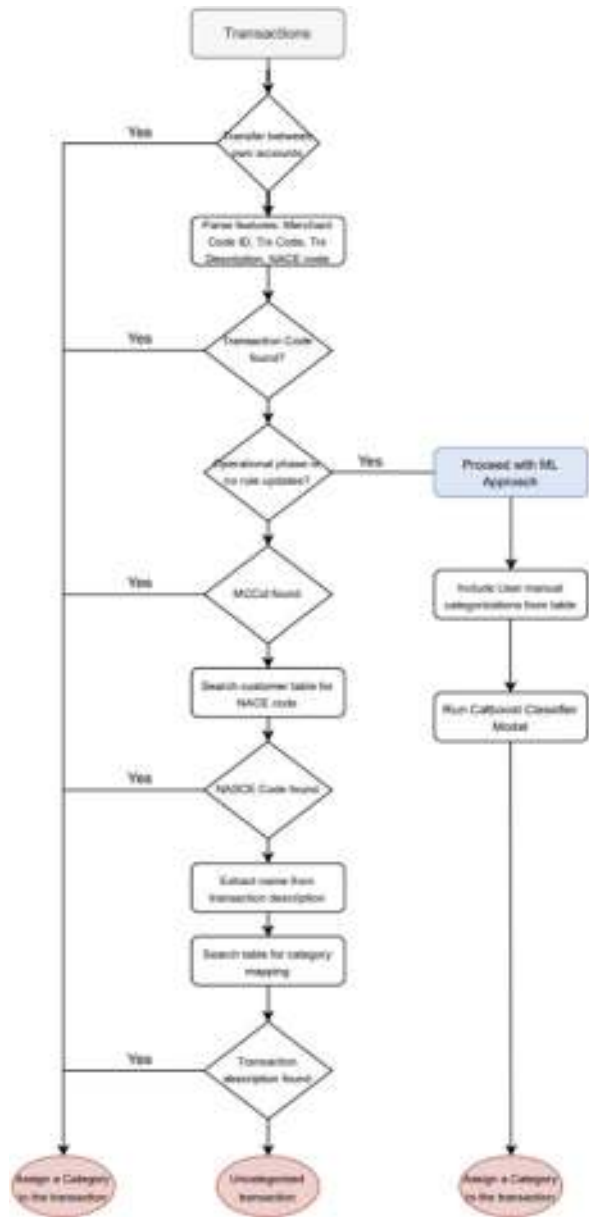 Transactions
Yes
Transfer between
own accounts
Parse features: Merchant
Code ID, Trx Code, Trx
Description, NACE code
Yes
Transaction Code
found?
Operational phase
no rule updates?
Yes
Proceed with ML
Approach
Yes
MCCid found
Include User manual
categorizations from table
Search customer table for
NACE code
Run Catboost Classifier
Model
Yes
NASCE Code found
Extract name from
transaction description
Search table for category
mapping
Yes
Transaction
description found
Assign a Category
to the transaction
Uncategorised
transaction
Assign a Category
to the transaction